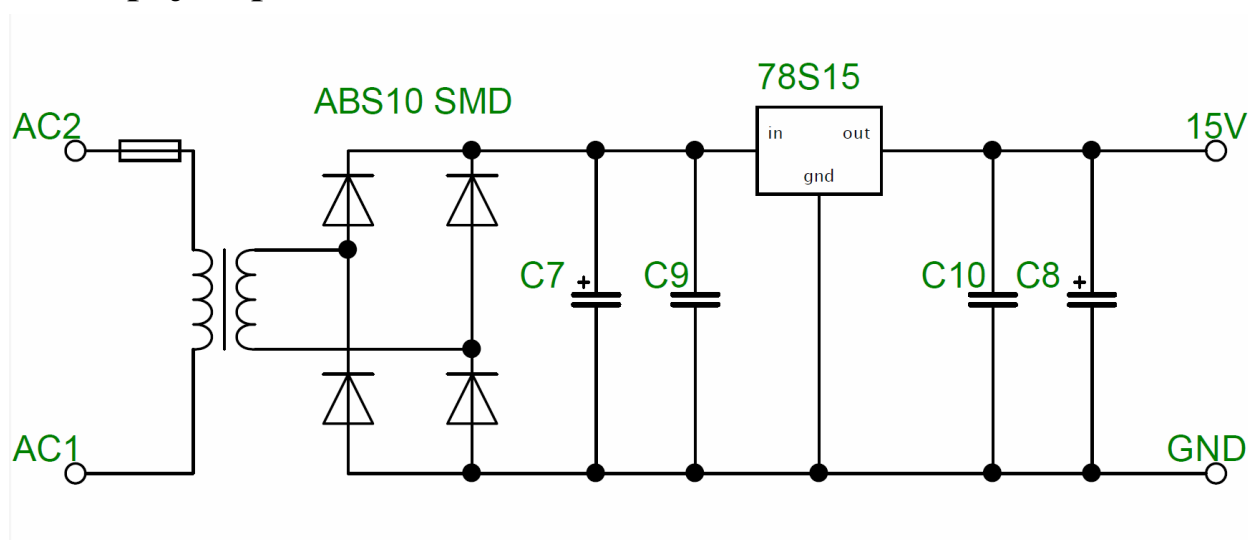 78S15
ABS10 SMD
AC2
in out
15V
gnd
C7
+
C9
C10
C8
+
AC1
GND